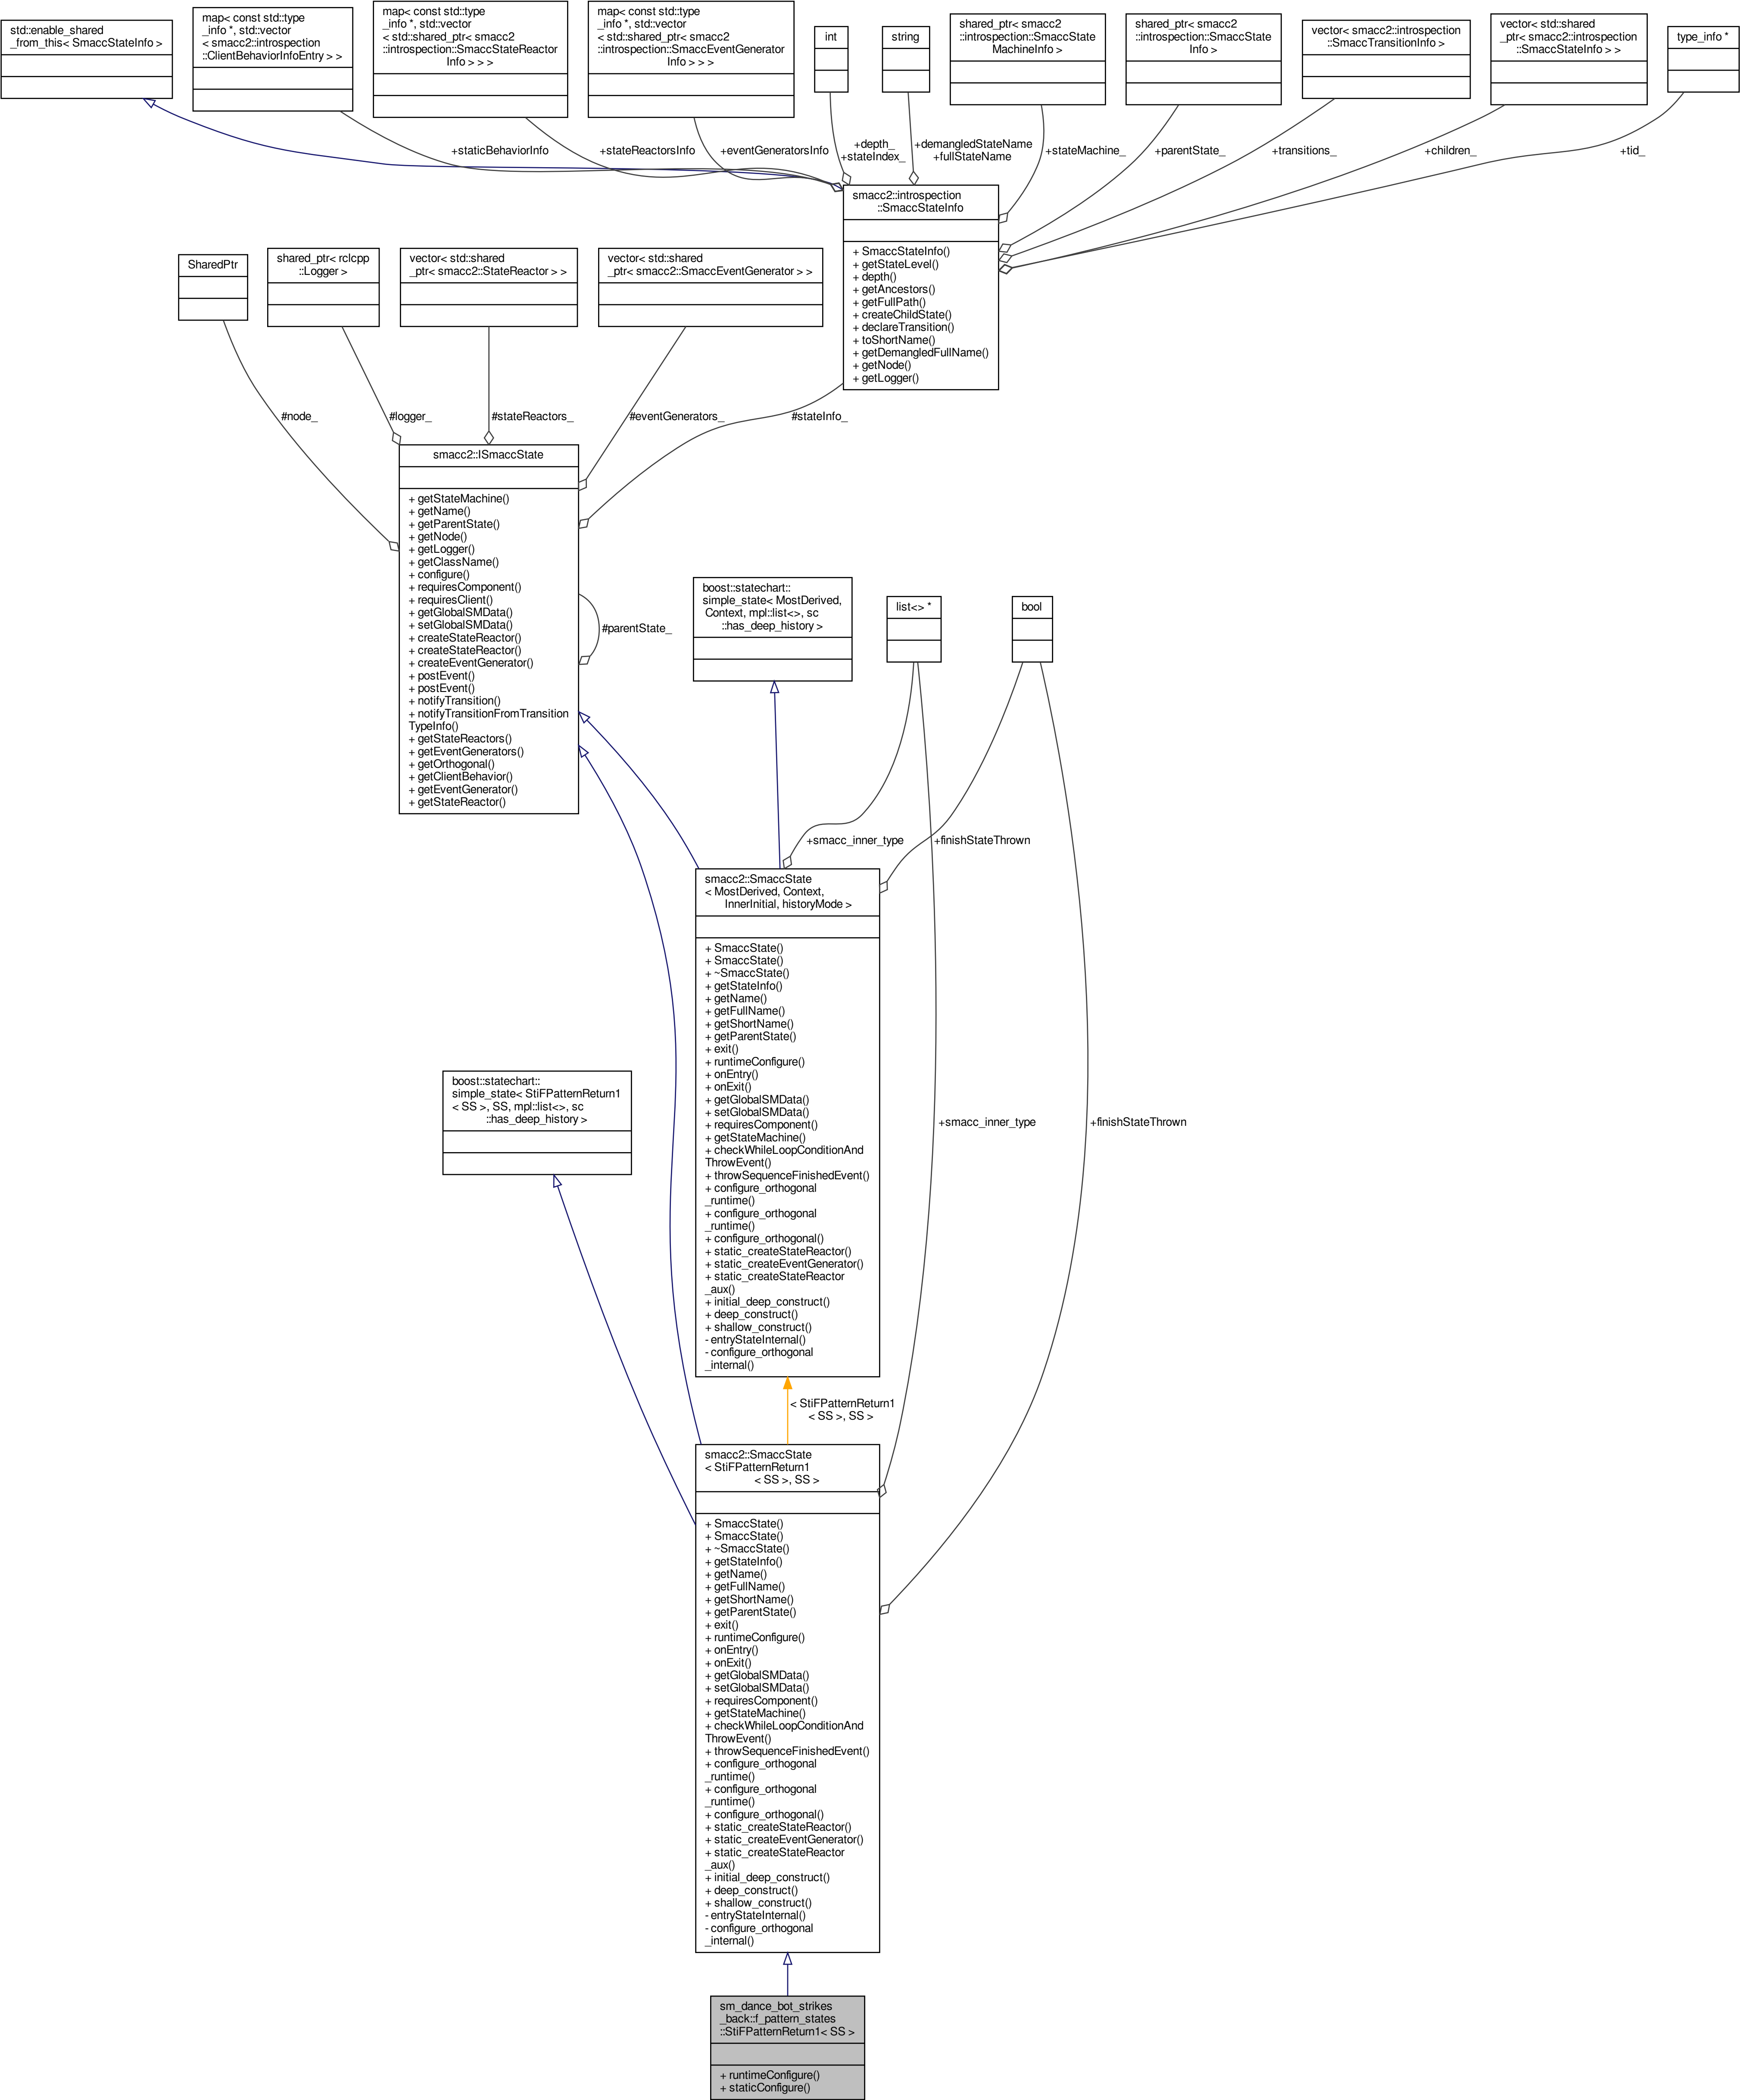 std::enable_shared
_from_this< SmaccStateInfo >
map< const std::type
_info *, std::vector
< smacc2::introspection
::ClientBehaviorInfoEntry > >
map< const std::type
_info *, std::vector
< std::shared_ptr< smacc2
::introspection::SmaccStateReactor
Info > > >
map< const std::type
_info *, std::vector
< std::shared_ptr< smacc2
::introspection::SmaccEventGenerator
Info > > >
int
string
shared_ptr< smacc2
::introspection::SmaccState
MachineInfo >
shared_ptr< smacc2
::introspection::SmaccState
Info >
vector< smacc2::introspection
::SmaccTransitionInfo >
vector< std::shared
_ptr< smacc2::introspection
::SmaccStateInfo > >
type_info *
+staticBehaviorInfo
+stateReactorsInfo
+eventGeneratorsInfo
+depth_
+stateIndex_
+demangledStateName
+fullStateName
+stateMachine_
+parentState_
+transitions_
+children_
+tid_
smacc2::introspection
::SmaccStateInfo
+ SmaccStateInfo()
+ getStateLevel()
+ depth()
+ getAncestors()
+ getFullPath()
+ createChildState()
+ declareTransition()
+ toShortName()
+ getDemangledFullName()
+ getNode()
+ getLogger()
SharedPtr
shared_ptr< rclcpp
::Logger >
vector< std::shared
_ptr< smacc2::StateReactor > >
vector< std::shared
_ptr< smacc2::SmaccEventGenerator > >
#node_
#logger_
#stateReactors_
#eventGenerators_
#stateInfo_
smacc2::ISmaccState
+ getStateMachine()
+ getName()
+ getParentState()
+ getNode()
+ getLogger()
+ getClassName()
+ configure()
+ requiresComponent()
+ requiresClient()
+ getGlobalSMData()
+ setGlobalSMData()
+ createStateReactor()
+ createStateReactor()
+ createEventGenerator()
+ postEvent()
+ postEvent()
+ notifyTransition()
+ notifyTransitionFromTransition
TypeInfo()
+ getStateReactors()
+ getEventGenerators()
+ getOrthogonal()
+ getClientBehavior()
+ getEventGenerator()
+ getStateReactor()
#parentState_
boost::statechart::
simple_state< MostDerived,
Context, mpl::list<>, sc
::has_deep_history >
list<> *
bool
+smacc_inner_type
+finishStateThrown
smacc2::SmaccState
< MostDerived, Context,
InnerInitial, historyMode >
+ SmaccState()
+ SmaccState()
+ ~SmaccState()
+ getStateInfo()
+ getName()
+ getFullName()
+ getShortName()
+ getParentState()
+ exit()
+ runtimeConfigure()
+ onEntry()
+ onExit()
+ getGlobalSMData()
+ setGlobalSMData()
+ requiresComponent()
+ getStateMachine()
+ checkWhileLoopConditionAnd
ThrowEvent()
+ throwSequenceFinishedEvent()
+ configure_orthogonal
_runtime()
+ configure_orthogonal
_runtime()
+ configure_orthogonal()
+ static_createStateReactor()
+ static_createEventGenerator()
+ static_createStateReactor
_aux()
+ initial_deep_construct()
+ deep_construct()
+ shallow_construct()
- entryStateInternal()
- configure_orthogonal
_internal()
boost::statechart::
simple_state< StiFPatternReturn1
< SS >, SS, mpl::list<>, sc
::has_deep_history >
+smacc_inner_type
+finishStateThrown
< StiFPatternReturn1
< SS >, SS >
smacc2::SmaccState
< StiFPatternReturn1
< SS >, SS >
+ SmaccState()
+ SmaccState()
+ ~SmaccState()
+ getStateInfo()
+ getName()
+ getFullName()
+ getShortName()
+ getParentState()
+ exit()
+ runtimeConfigure()
+ onEntry()
+ onExit()
+ getGlobalSMData()
+ setGlobalSMData()
+ requiresComponent()
+ getStateMachine()
+ checkWhileLoopConditionAnd
ThrowEvent()
+ throwSequenceFinishedEvent()
+ configure_orthogonal
_runtime()
+ configure_orthogonal
_runtime()
+ configure_orthogonal()
+ static_createStateReactor()
+ static_createEventGenerator()
+ static_createStateReactor
_aux()
+ initial_deep_construct()
+ deep_construct()
+ shallow_construct()
- entryStateInternal()
- configure_orthogonal
_internal()
sm_dance_bot_strikes
_back::f_pattern_states
::StiFPatternReturn1< SS >
+ runtimeConfigure()
+ staticConfigure()